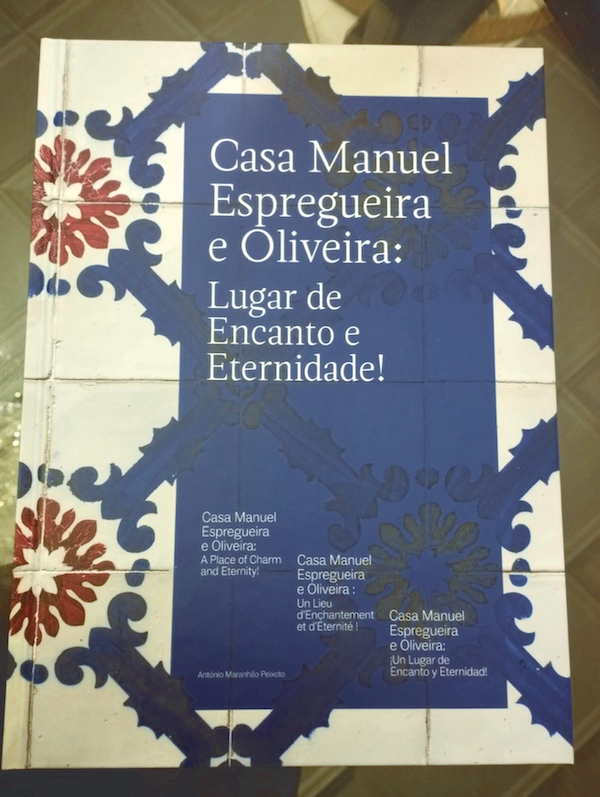 Casa Manuel
Espregueira
e Oliveira:
Lugar de
Encanto e
Eternidade!
Casa Manuel
Espregueira
e Oliveira:
A Place of Charm
and Eternity!
Casa Manuel
Espregueira
e Oliveira :
Un Lieu
d'Enchantement
et d'Éternité !
Casa Manuel
Espregueira
e Oliveira:
¡Un Lugar de
Encanto y Eternidad!
António Maranhão Peixoto